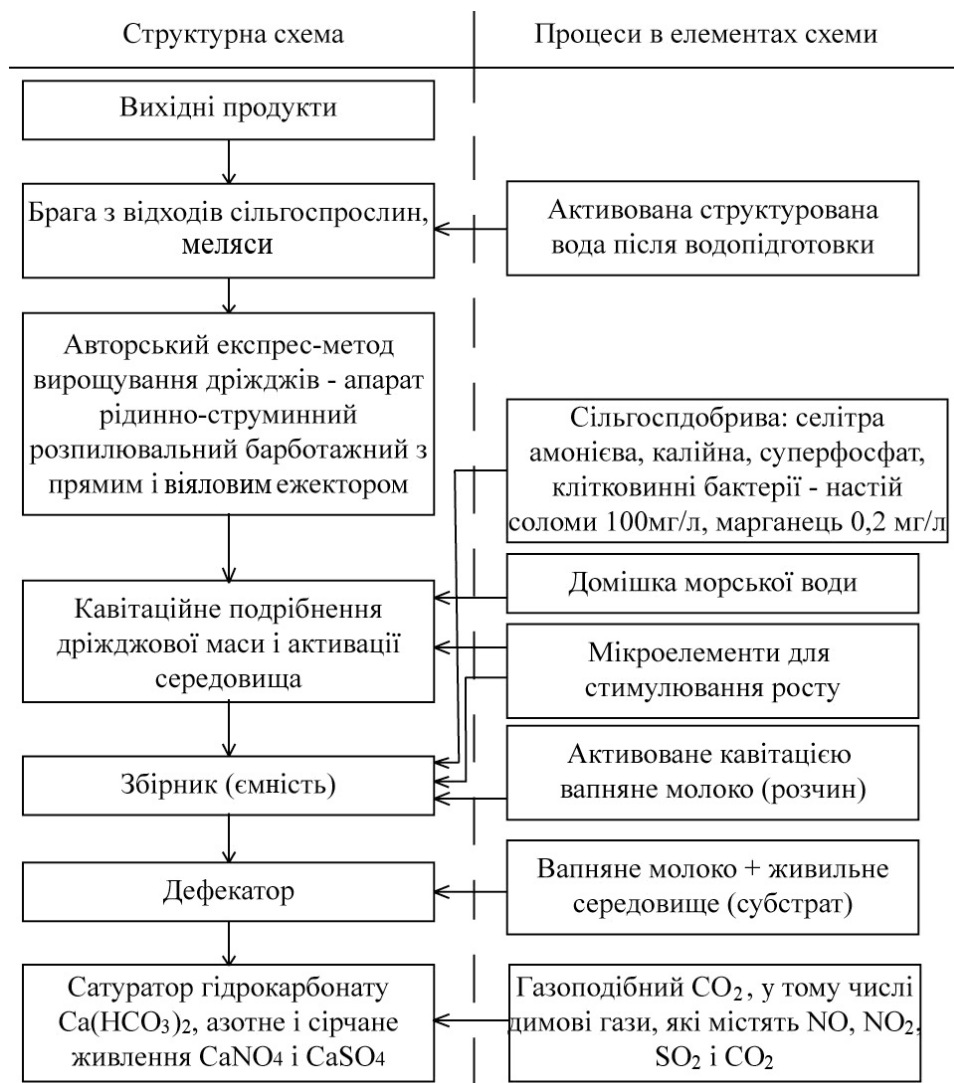 Структурна схема
Процеси в елементах схеми
Вихідні продукти
Брага з відходів сільгоспрослин,
меляси
Активована структурована
вода після водопідготовки
Авторський експрес-метод
вирощування дріжджів - апарат
рідинно-струминний
розпилювальний барботажний з
прямим і віяловим ежектором
Сільгоспдобрива: селітра
амонієва, калійна, суперфосфат,
клітковинні бактерії - настій
соломи 100мг/л, марганець 0,2 мг/л
Кавітаційне подрібнення
дріжджової маси і активації
середовища
Домішка морської води
Мікроелементи для
стимулювання росту
Збірник (ємність)
Активоване кавітацією
вапняне молоко (розчин)
Дефекатор
Вапняне молоко + живильне
середовище (субстрат)
Сатуратор гідрокарбонату
Ca(HCO₃)₂, азотне і сірчане
живлення CaNO₄ і CaSO₄
Газоподібний CO₂, у тому числі
димові гази, які містять NO, NO₂,
SO₂ і CO₂